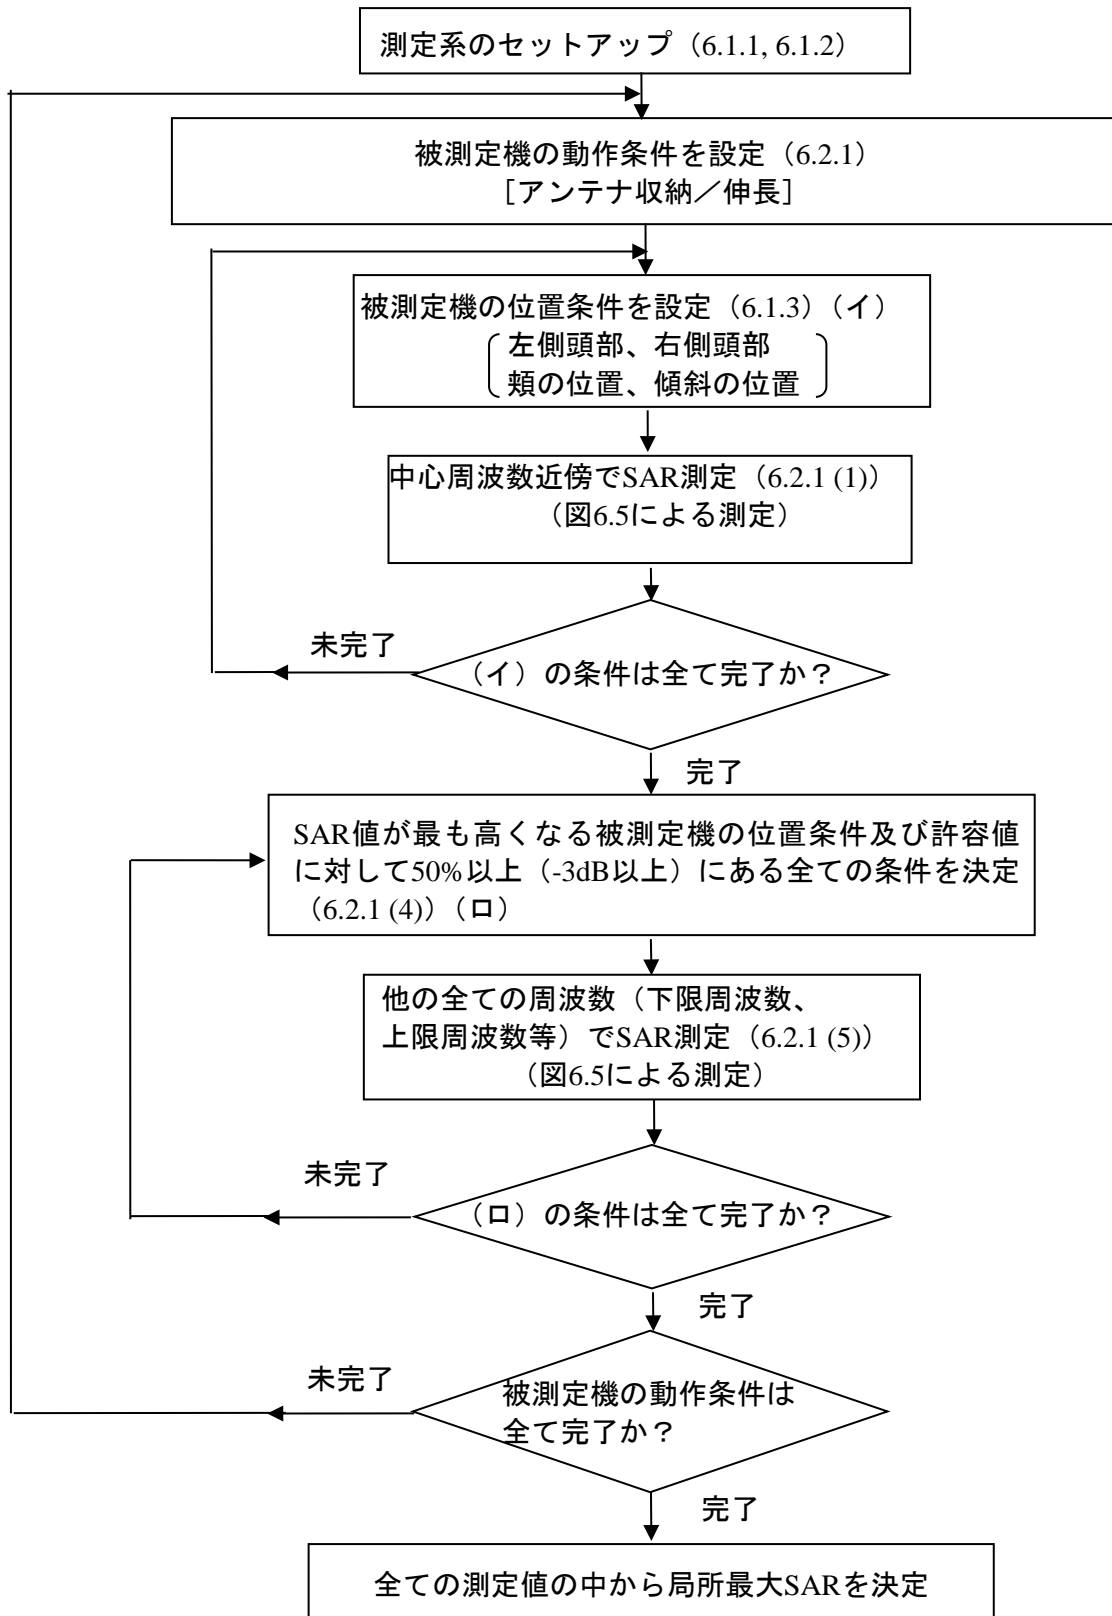 測定系のセットアップ（6.1.1, 6.1.2）
被測定機の動作条件を設定（6.2.1）
［アンテナ収納／伸長］
被測定機の位置条件を設定（6.1.3）（イ）
左側頭部、右側頭部
頬の位置、傾斜の位置
中心周波数近傍でSAR測定（6.2.1 (1)）
（図6.5による測定）
未完了
（イ）の条件は全て完了か？
完了
SAR値が最も高くなる被測定機の位置条件及び許容値
に対して50%以上（-3dB以上）にある全ての条件を決定
（6.2.1 (4)）（ロ）
他の全ての周波数（下限周波数、
上限周波数等）でSAR測定（6.2.1 (5)）
（図6.5による測定）
未完了
（ロ）の条件は全て完了か？
完了
未完了
被測定機の動作条件は
全て完了か？
完了
全ての測定値の中から局所最大SARを決定